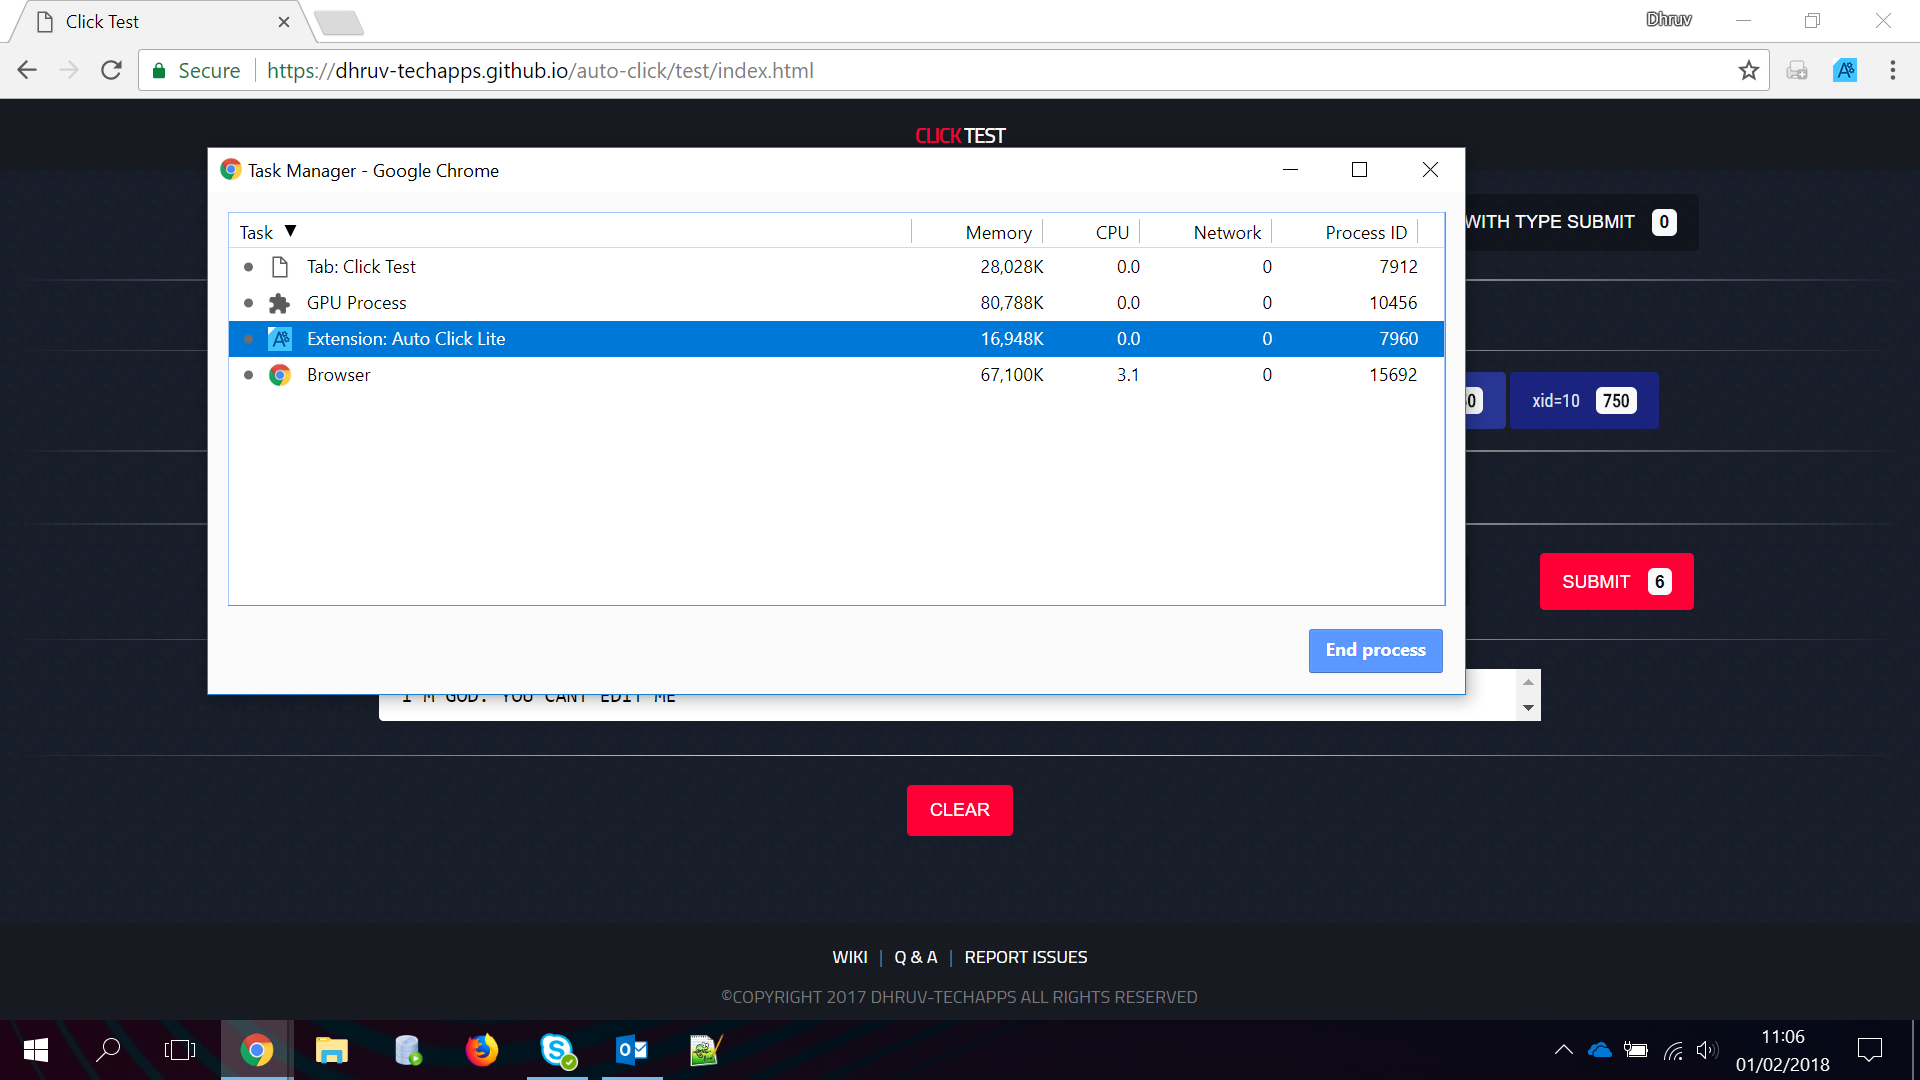 Click Test
Dhruv
Secure https://dhruv-techapps.github.io/auto-click/test/index.html
CLICK TEST
Task Manager - Google Chrome
WITH TYPE SUBMIT 0
Task ▼ Memory CPU Network Process ID
Tab: Click Test 28,028K 0.0 0 7912
GPU Process 80,788K 0.0 0 10456
Extension: Auto Click Lite 16,948K 0.0 0 7960
Browser 67,100K 3.1 0 15692
0 xid=10 750
SUBMIT 6
End process
I'M GOD. YOU CANT EDIT ME
CLEAR
WIKI | Q & A | REPORT ISSUES
©COPYRIGHT 2017 DHRUV-TECHAPPS ALL RIGHTS RESERVED
11:06
01/02/2018